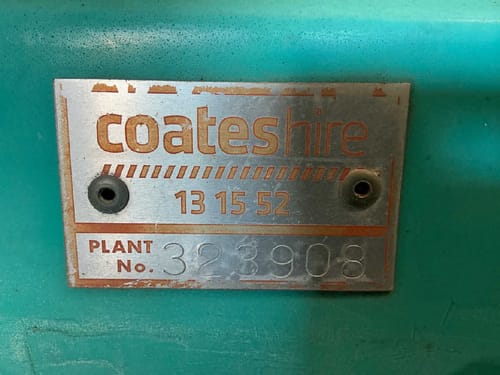 coateshire
13 15 52
PLANT
No. 323908